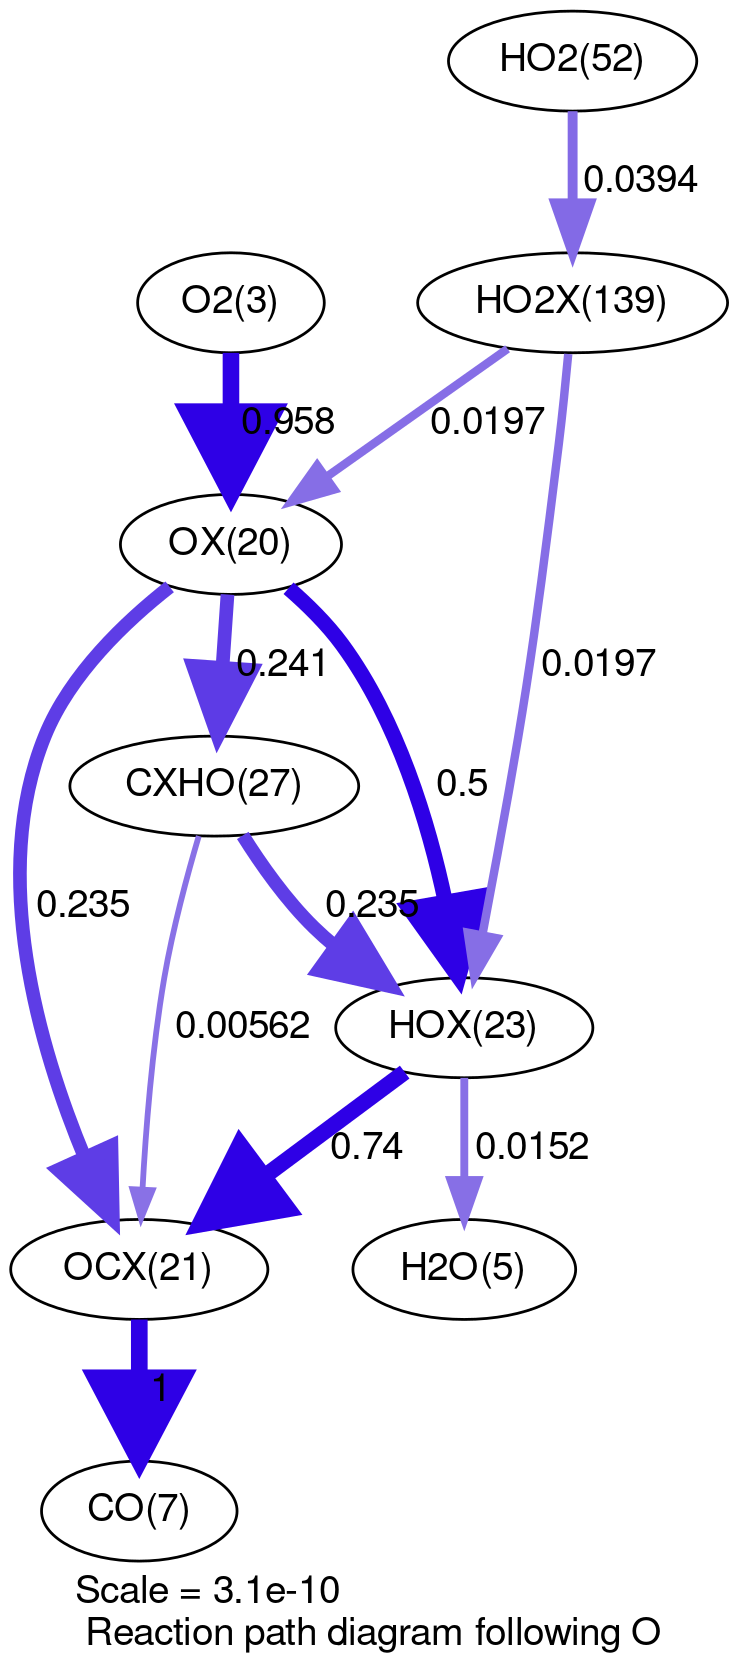 HO2(52)
0.0394
O2(3)
HO2X(139)
0.958
0.0197
OX(20)
0.241
0.0197
CXHO(27)
0.5
0.235
0.235
HOX(23)
0.00562
0.74
0.0152
OCX(21)
H2O(5)
1
CO(7)
Scale = 3.1e-10
Reaction path diagram following O